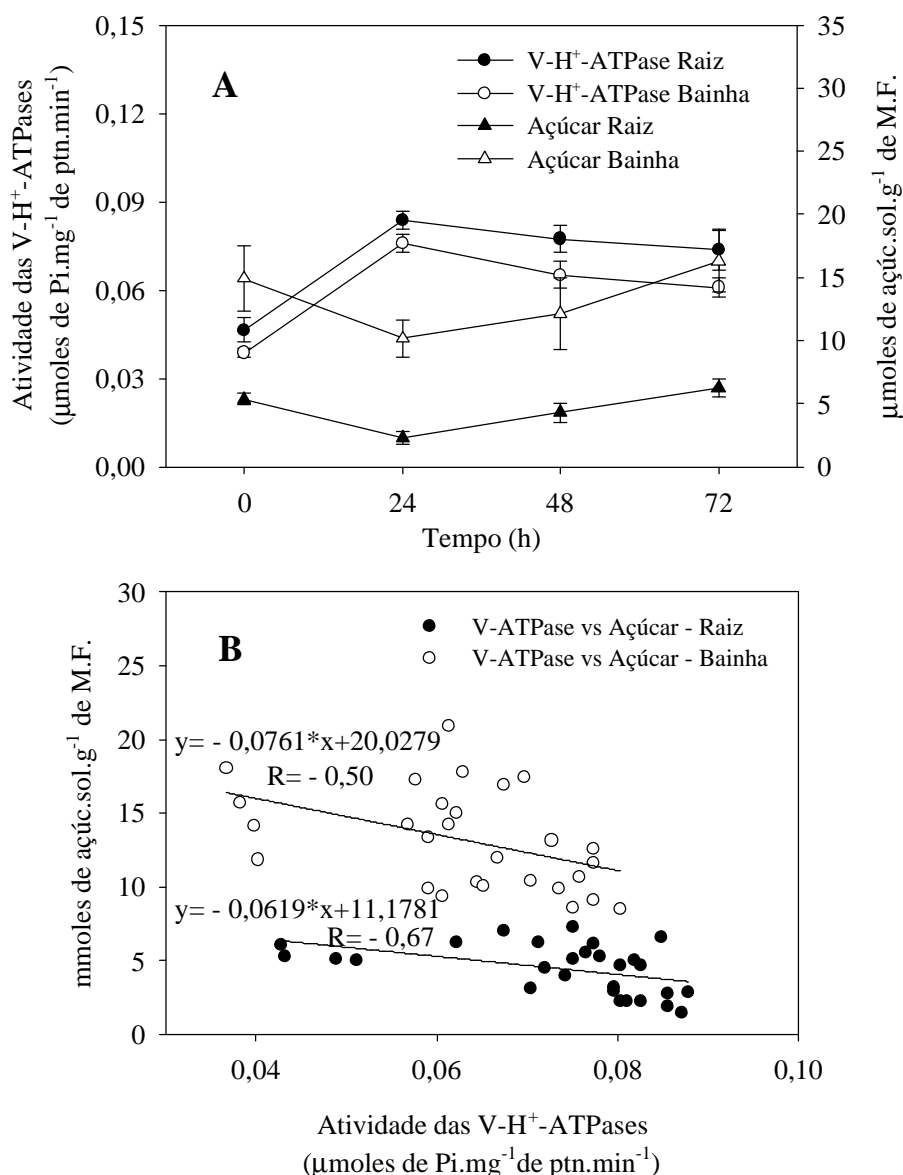 A
V-H⁺-ATPase Raiz
V-H⁺-ATPase Bainha
Açúcar Raiz
Açúcar Bainha
Atividade das V-H⁺-ATPases
(μmoles de Pi.mg⁻¹ de ptn.min⁻¹)
0,15
0,12
0,09
0,06
0,03
0,00
35
30
25
20
15
10
5
0
μmoles de açúc.sol.g⁻¹ de M.F.
0 24 48 72
Tempo (h)
B
V-ATPase vs Açúcar - Raiz
V-ATPase vs Açúcar - Bainha
y= - 0,0761*x+20,0279
R= - 0,50
y= - 0,0619*x+11,1781
R= - 0,67
mmoles de açúc.sol.g⁻¹ de M.F.
30
25
20
15
10
5
0
0,04 0,06 0,08 0,10
Atividade das V-H⁺-ATPases
(μmoles de Pi.mg⁻¹de ptn.min⁻¹)